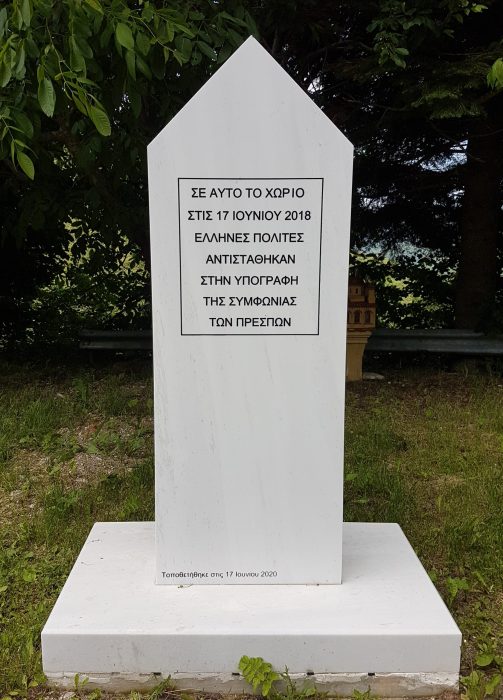 ΣΕ ΑΥΤΟ ΤΟ ΧΩΡΙΟ
ΣΤΙΣ 17 ΙΟΥΝΙΟΥ 2018
ΕΛΛΗΝΕΣ ΠΟΛΙΤΕΣ
ΑΝΤΙΣΤΑΘΗΚΑΝ
ΣΤΗΝ ΥΠΟΓΡΑΦΗ
ΤΗΣ ΣΥΜΦΩΝΙΑΣ
ΤΩΝ ΠΡΕΣΠΩΝ
Τοποθετήθηκε στις 17 Ιουνιου 2020